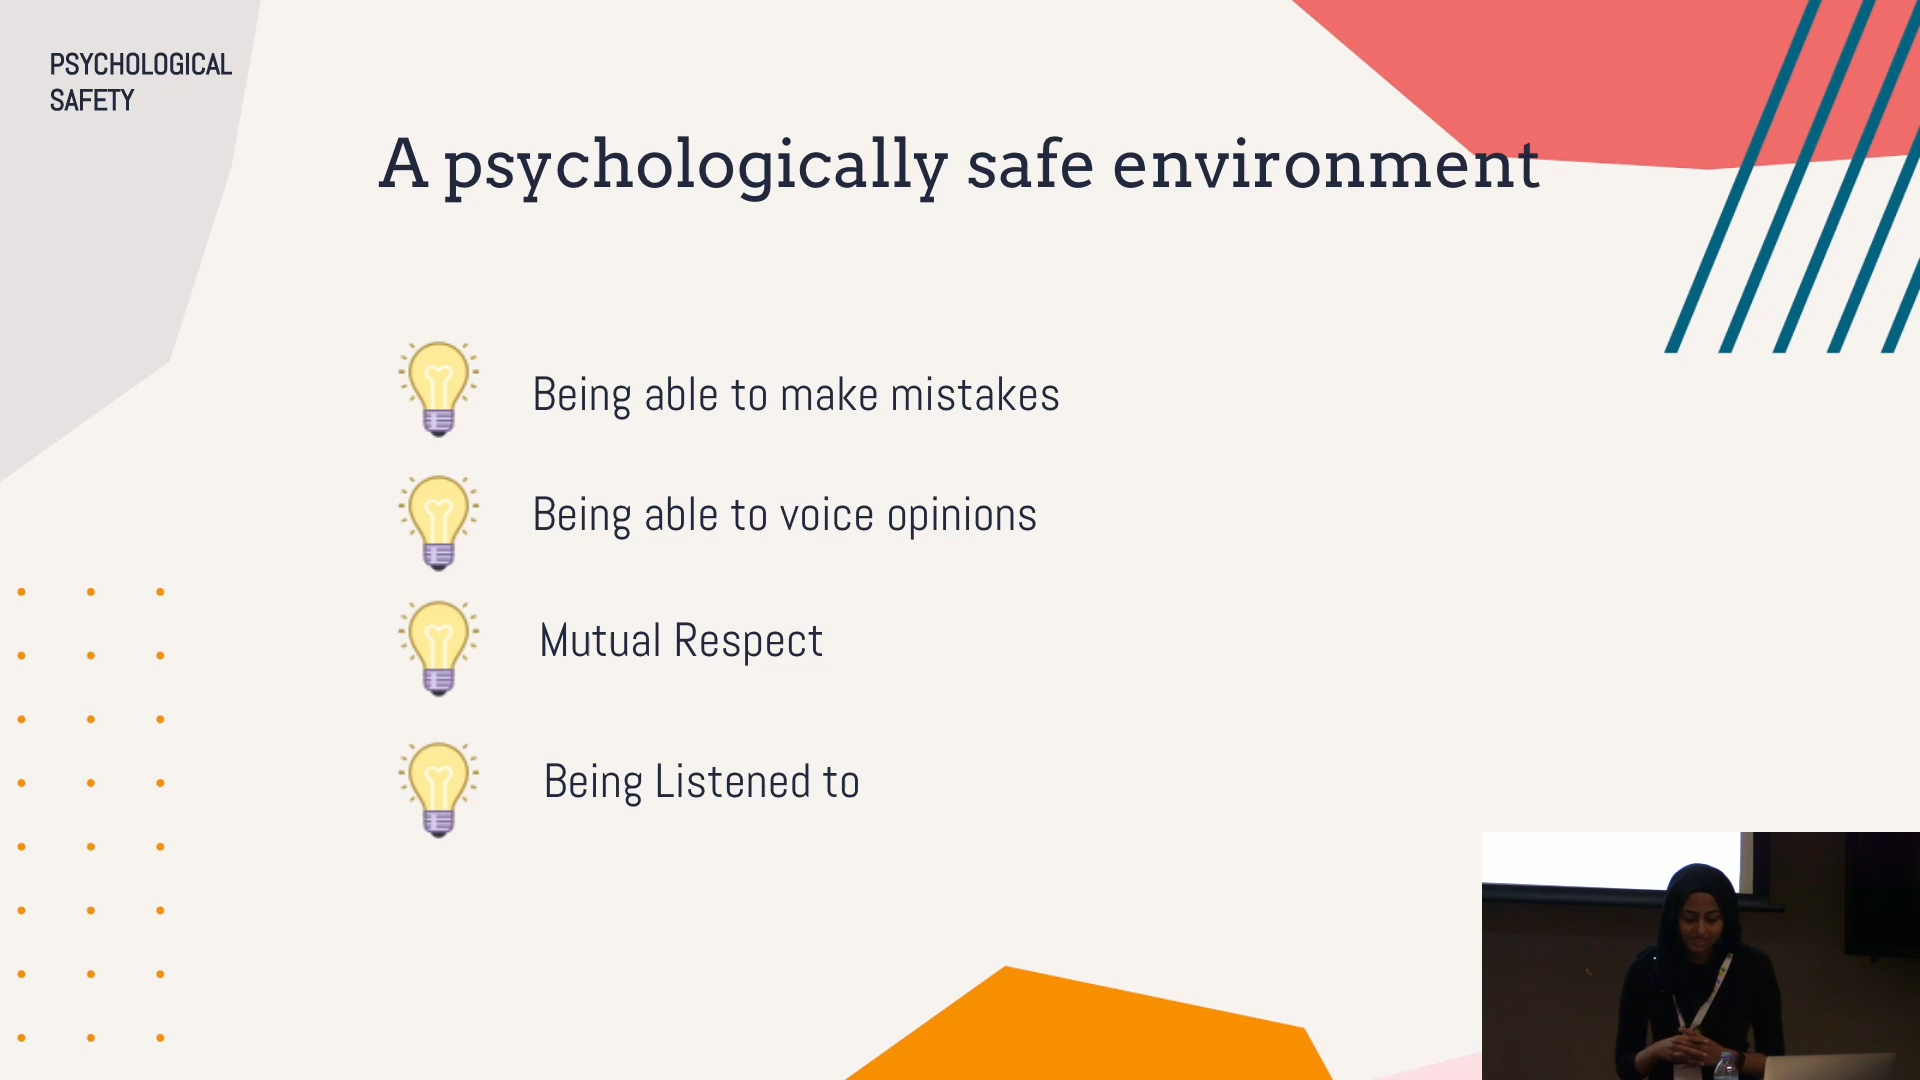 PSYCHOLOGICAL
SAFETY
A psychologically safe environment
Being able to make mistakes
Being able to voice opinions
Mutual Respect
Being Listened to